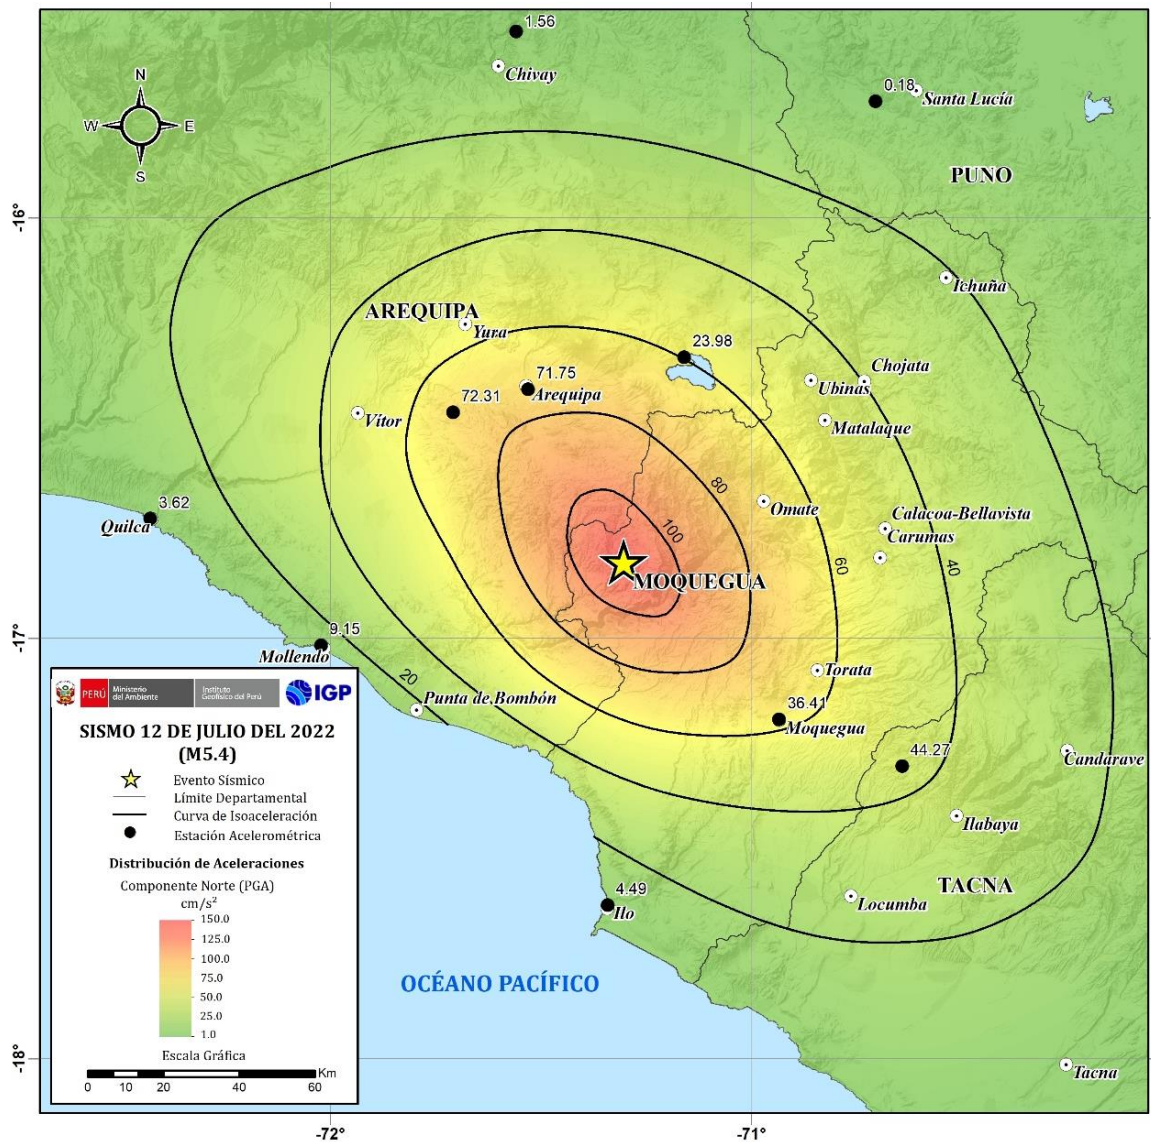 1.56
Chivay
0.18
Santa Lucía
N
W
E
S
PUNO
-16°
Ichuña
AREQUIPA
Yura
23.98
71.75
Arequipa
72.31
Chojata
Ubinas
Vítor
Matalaque
80
100
Omate
3.62
Quilca
Calacoa-Bellavista
Carumas
60
40
MOQUEGUA
-17°
9.15
Mollendo
20
Punta de Bombón
Torata
36.41
Moquegua
44.27
Candarave
Ilabaya
TACNA
Locumba
4.49
Ilo
OCÉANO PACÍFICO
-18°
Tacna
PERÚ
Ministerio
del Ambiente
Instituto
Geofísico del Perú
IGP
SISMO 12 DE JULIO DEL 2022
(M5.4)
Evento Sísmico
Límite Departamental
Curva de Isoaceleración
Estación Acelerométrica
Distribución de Aceleraciones
Componente Norte (PGA)
cm/s²
150.0
125.0
100.0
75.0
50.0
25.0
1.0
Escala Gráfica
Km
0 10 20 40 60
-72°
-71°